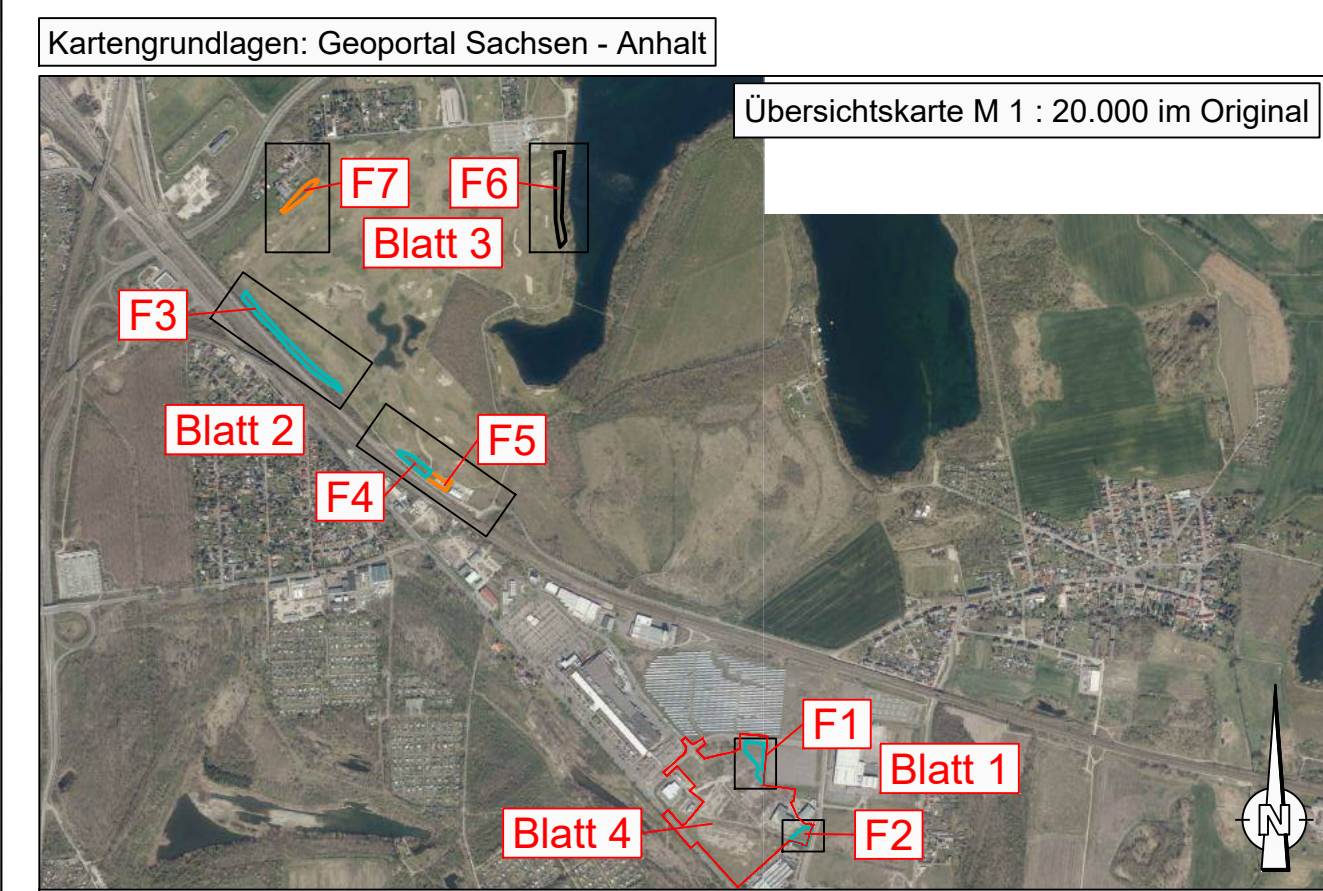 Kartengrundlagen: Geoportal Sachsen - Anhalt
Übersichtskarte M 1 : 20.000 im Original
F7
F6
Blatt 3
F3
Blatt 2
F5
F4
F1
Blatt 1
Blatt 4
F2
N